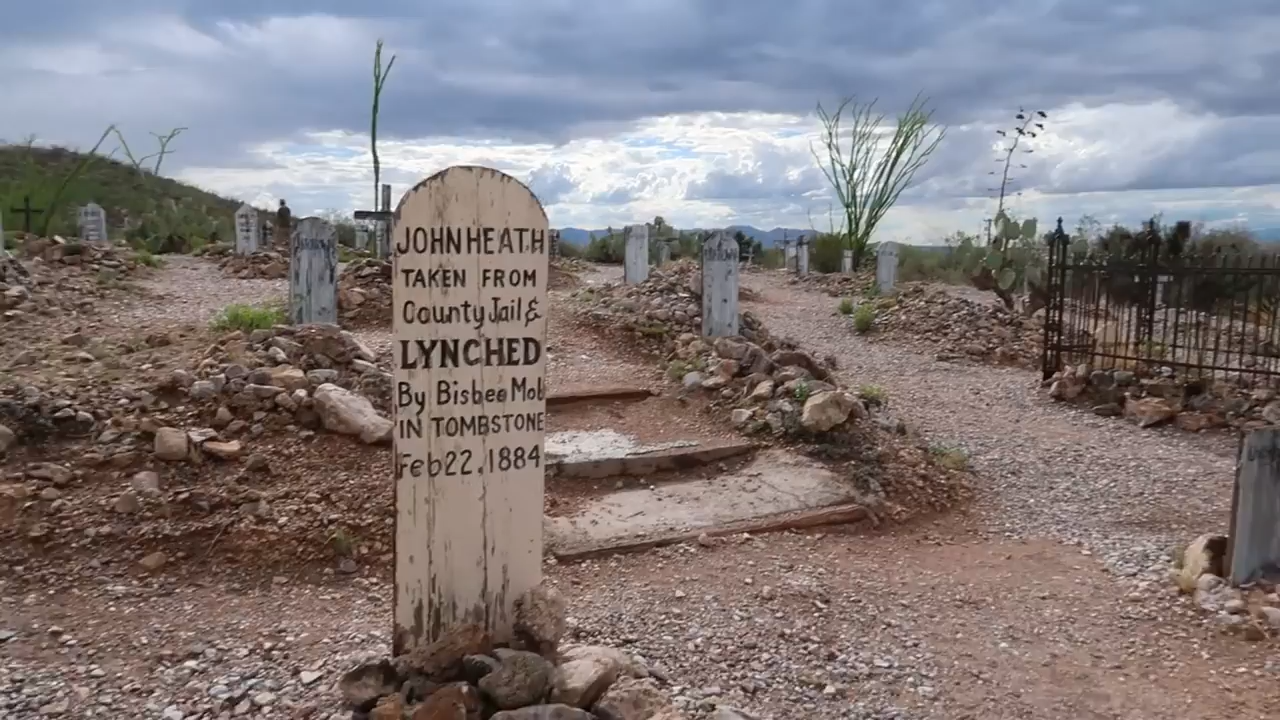 JOHN HEATH
TAKEN FROM
County Jail &
LYNCHED
By Bisbee Mob
IN TOMBSTONE
Feb 22, 1884